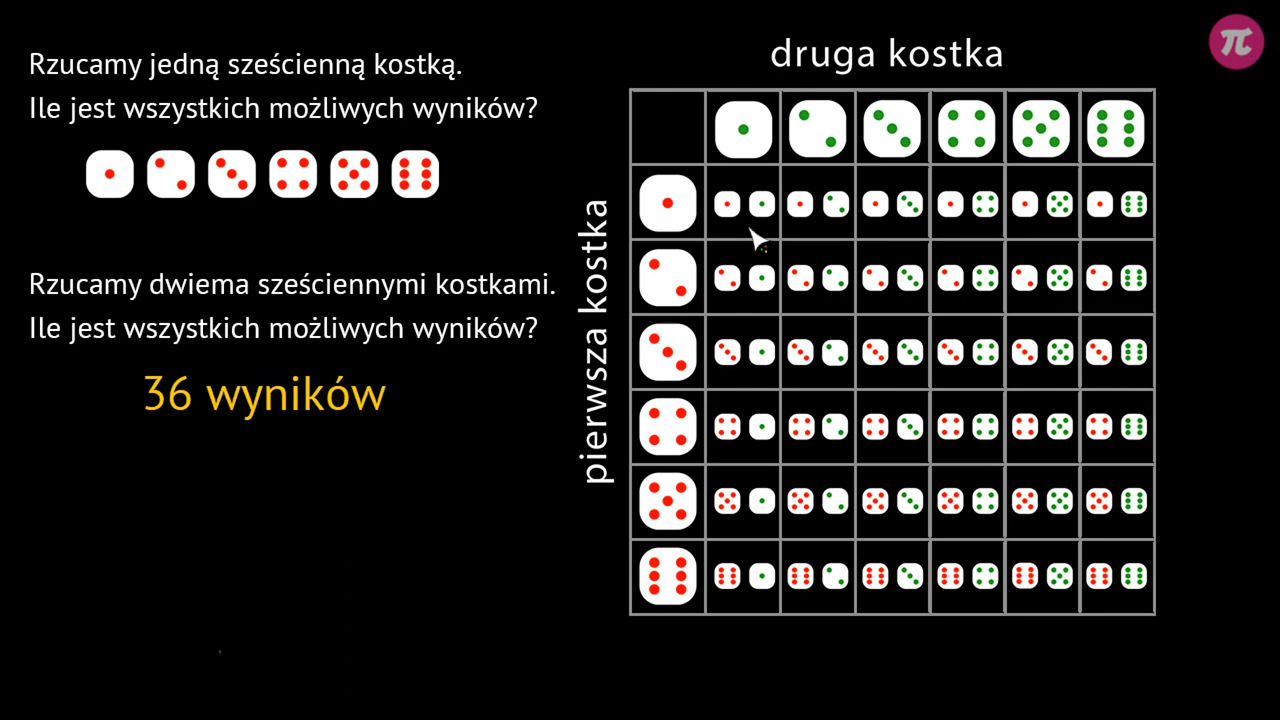 Rzucamy jedną sześcienną kostką.
Ile jest wszystkich możliwych wyników?
Rzucamy dwiema sześciennymi kostkami.
Ile jest wszystkich możliwych wyników?
36 wyników
druga kostka
pierwsza kostka
π